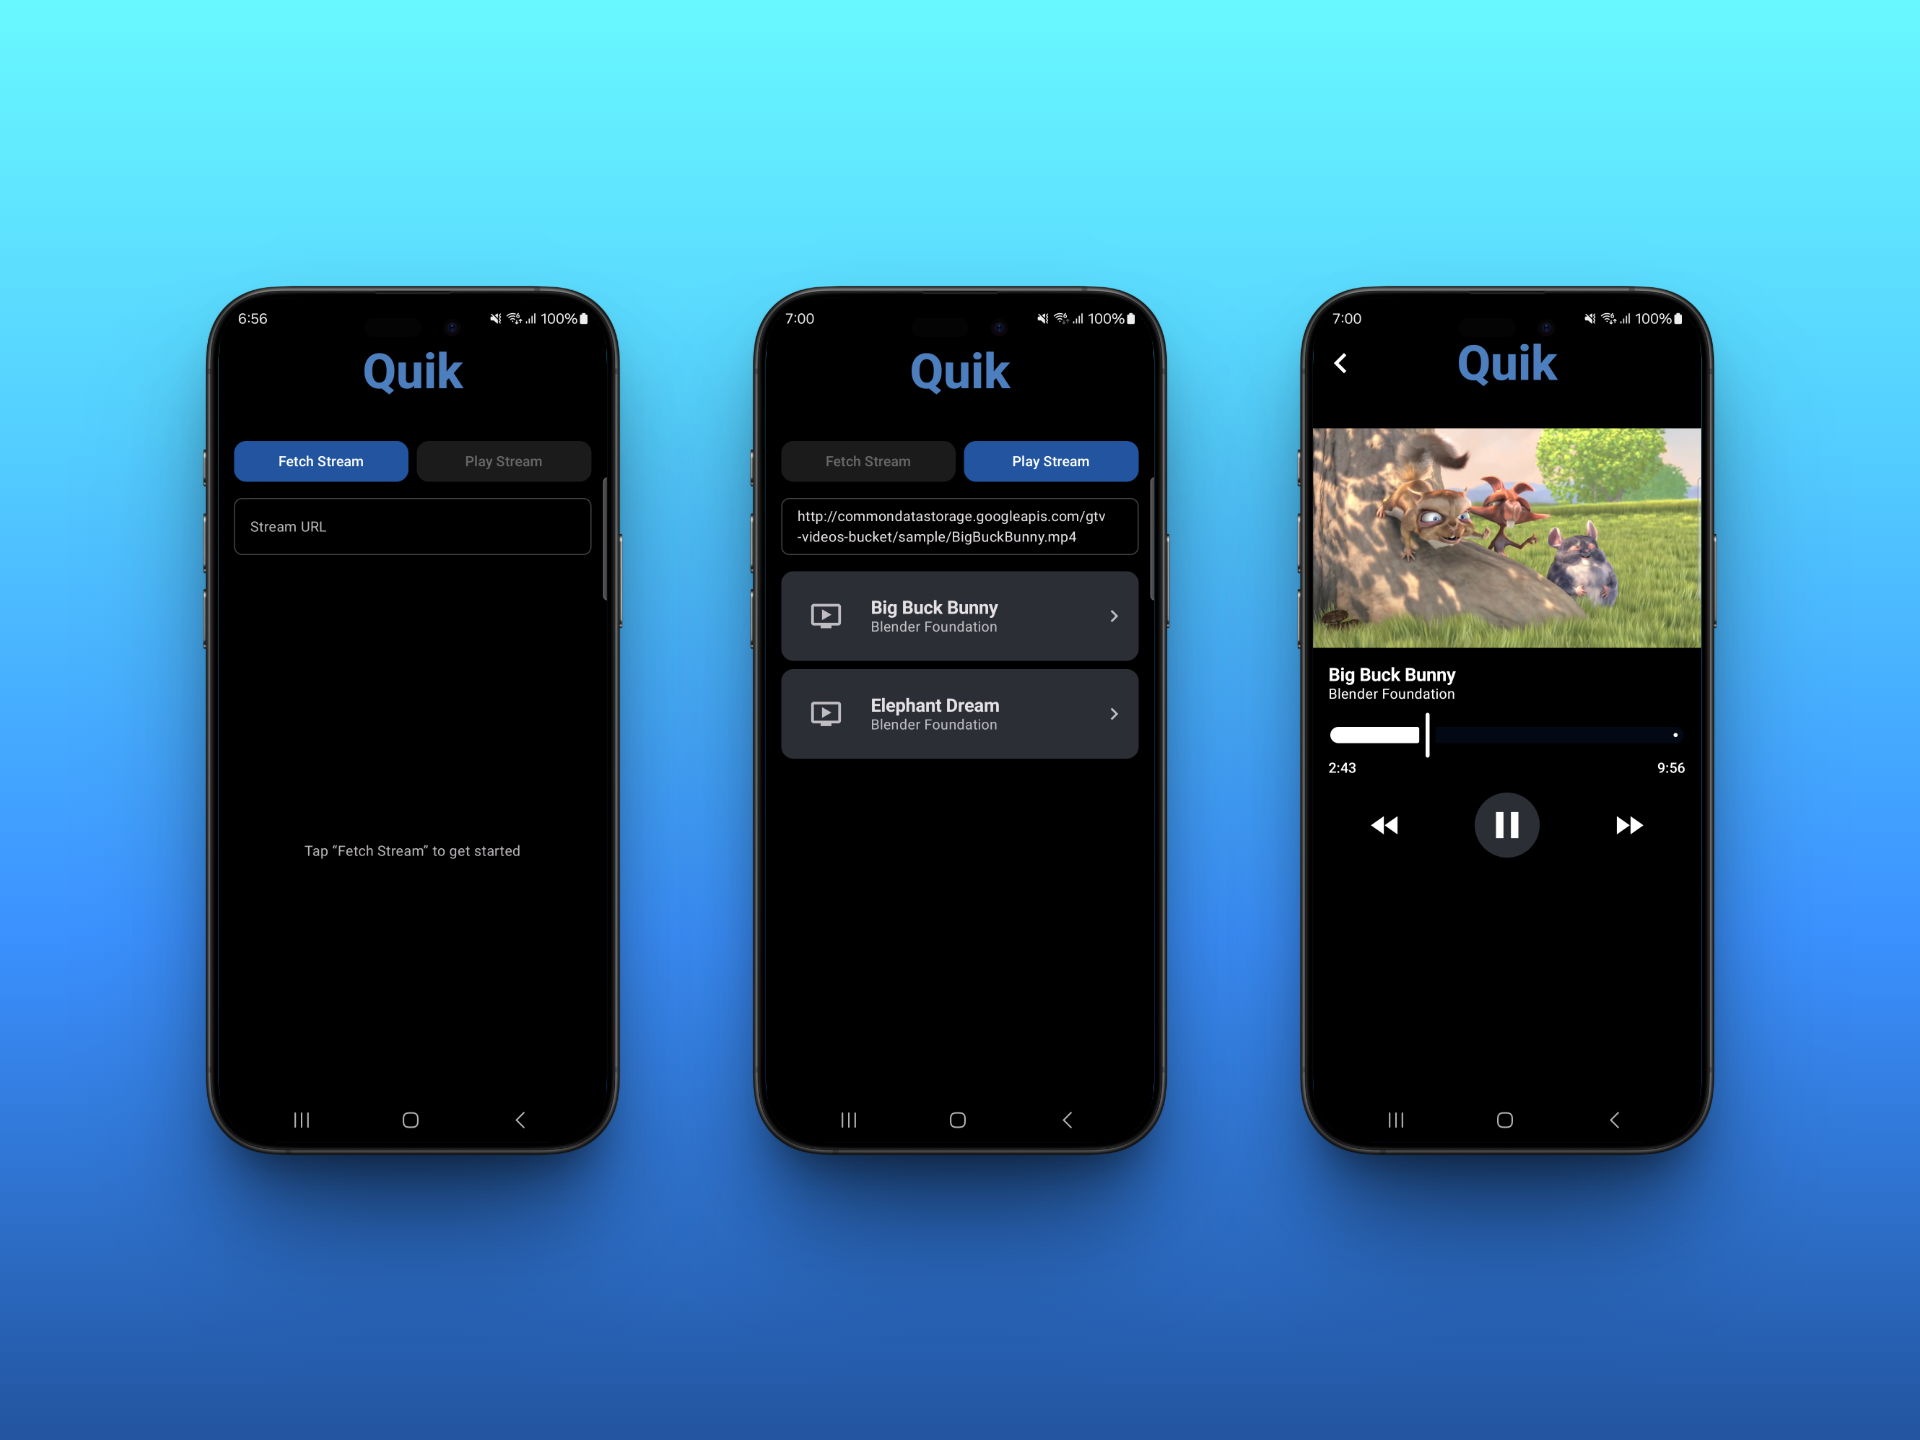 6:56
100%
Quik
Fetch Stream
Play Stream
Stream URL
Tap “Fetch Stream” to get started
7:00
100%
Quik
Fetch Stream
Play Stream
http://commondatastorage.googleapis.com/gtv
-videos-bucket/sample/BigBuckBunny.mp4
Big Buck Bunny
Blender Foundation
Elephant Dream
Blender Foundation
7:00
100%
Quik
Big Buck Bunny
Blender Foundation
2:43
9:56